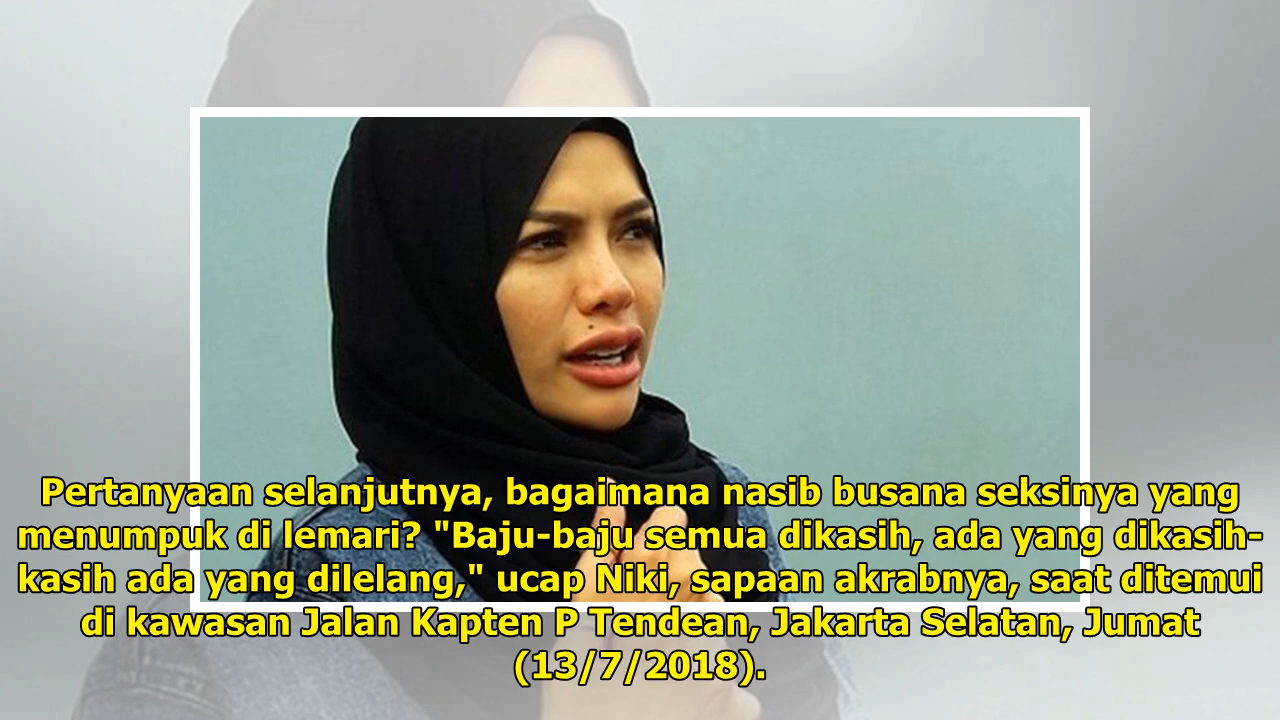 Pertanyaan selanjutnya, bagaimana nasib busana seksinya yang
menumpuk di lemari? "Baju-baju semua dikasih, ada yang dikasih-
kasih ada yang dilelang," ucap Niki, sapaan akrabnya, saat ditemui
di kawasan Jalan Kapten P Tendean, Jakarta Selatan, Jumat
(13/7/2018).